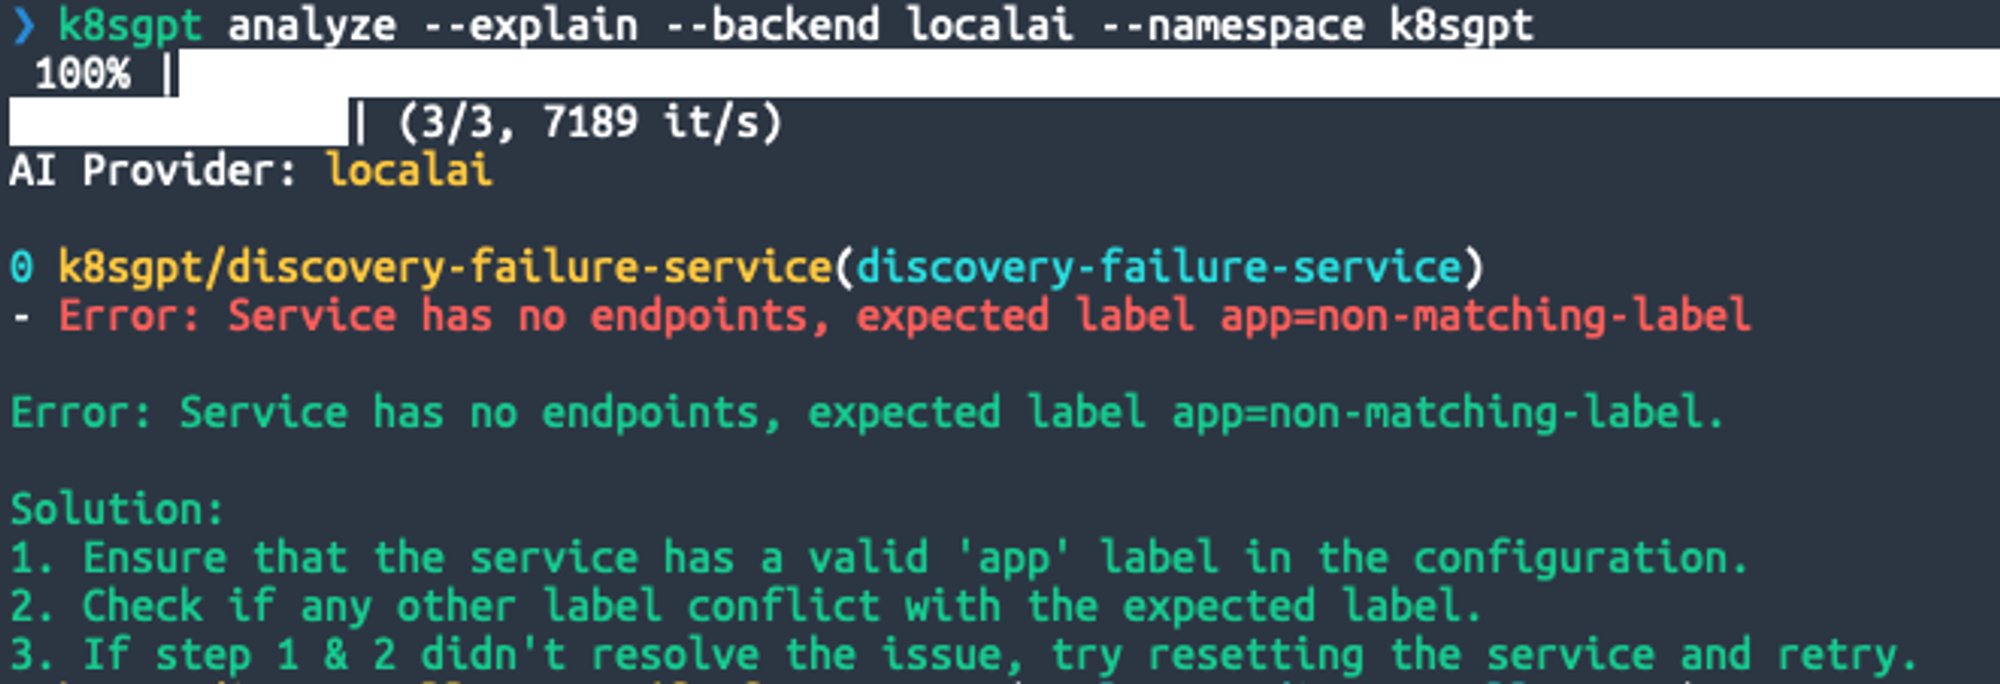 ❯ k8sgpt analyze --explain --backend localai --namespace k8sgpt
100% |
| (3/3, 7189 it/s)
AI Provider: localai
0 k8sgpt/discovery-failure-service(discovery-failure-service)
- Error: Service has no endpoints, expected label app=non-matching-label
Error: Service has no endpoints, expected label app=non-matching-label.
Solution:
1. Ensure that the service has a valid 'app' label in the configuration.
2. Check if any other label conflict with the expected label.
3. If step 1 & 2 didn't resolve the issue, try resetting the service and retry.